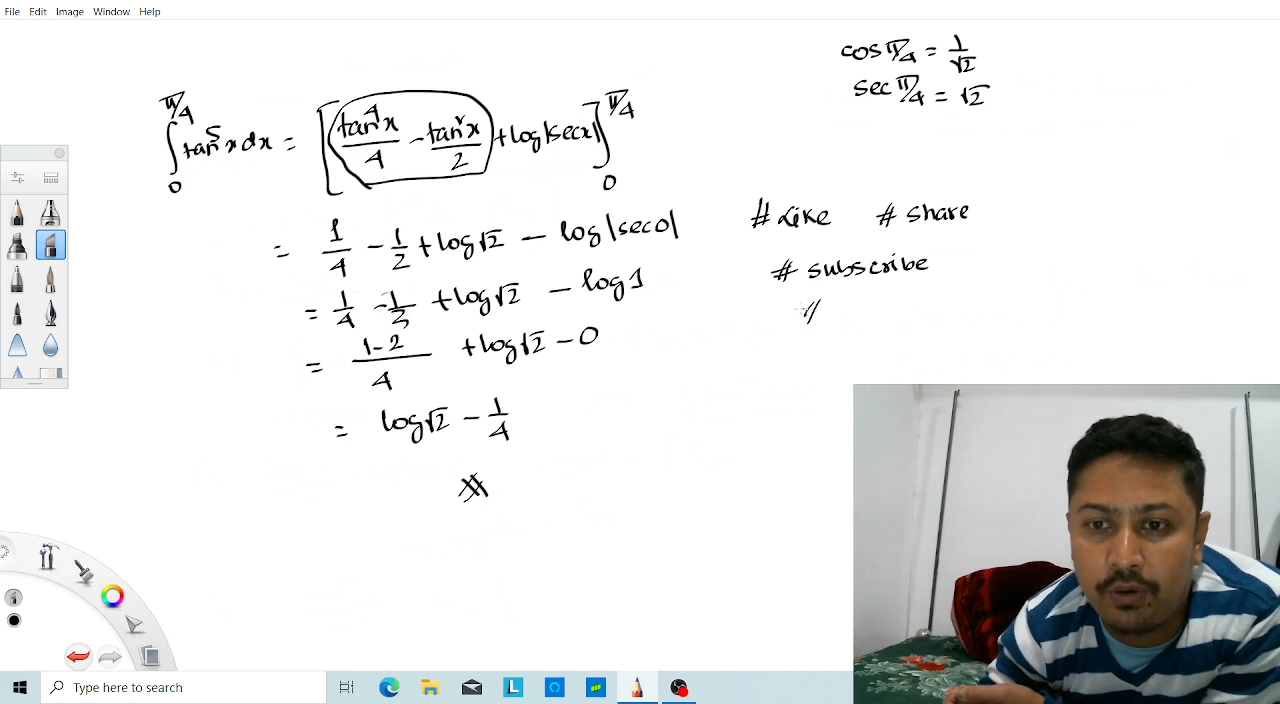 File Edit Image Window Help
cos π/4 = 1/√2
sec π/4 = √2
∫₀^{π/4} tan⁵x dx = [tan⁴x/4 - tan²x/2 + log|secx|]₀^{π/4}
= 1/4 - 1/2 + log√2 - log|sec0|
# Like # share
= 1/4 - 1/2 + log√2 - log1
# subscribe
= (1-2)/4 + log√2 - 0
= log√2 - 1/4
Type here to search